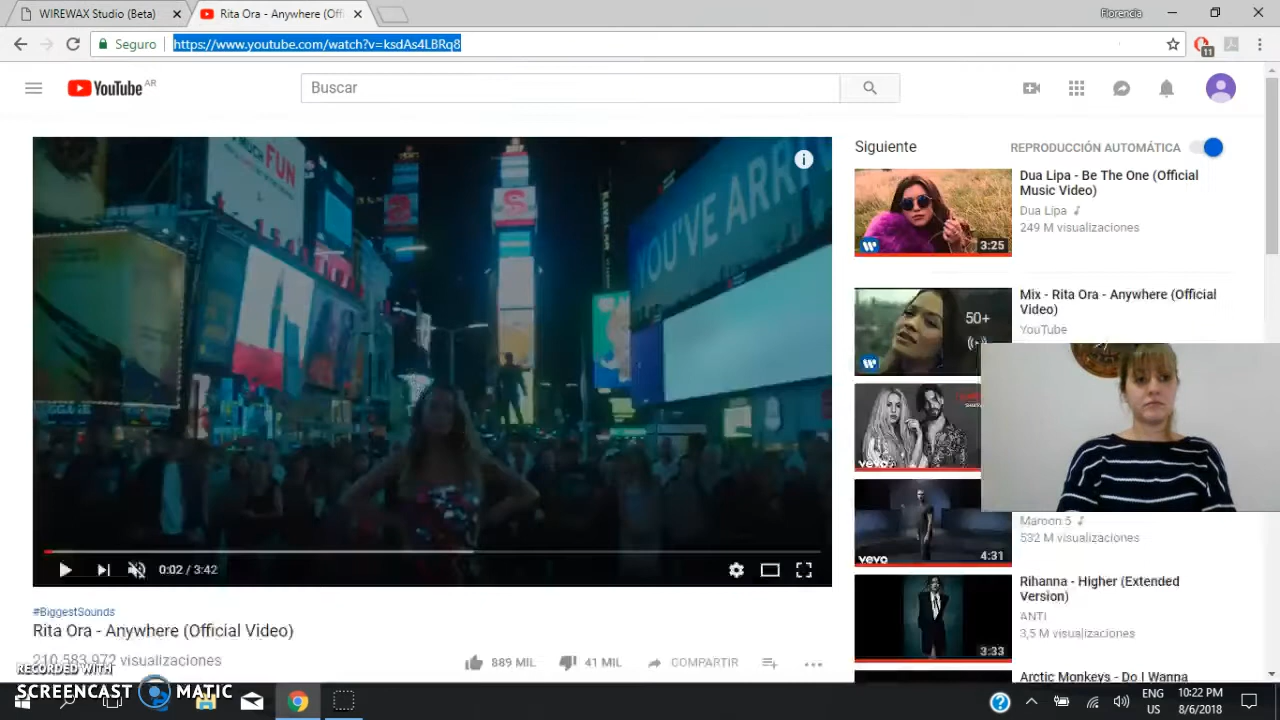 WIREWAX Studio (Beta)
Rita Ora - Anywhere (Offi
Florencia
Seguro
https://www.youtube.com/watch?v=ksdAs4LBRq8
11
YouTube AR
Buscar
FUN
S
YOU'VE ARR
0:02 / 3:42
#BiggestSounds
Rita Ora - Anywhere (Official Video)
210.583.972 visualizaciones
889 MIL
41 MIL
COMPARTIR
Siguiente
REPRODUCCIÓN AUTOMÁTICA
3:25
Dua Lipa - Be The One (Official
Music Video)
Dua Lipa
249 M visualizaciones
50+
Mix - Rita Ora - Anywhere (Official
Video)
YouTube
vevo
vevo
4:31
Maroon 5
532 M visualizaciones
3:33
Rihanna - Higher (Extended
Version)
ANTI
3,5 M visualizaciones
Arctic Monkeys - Do I Wanna
RECORDED WITH
SCREENCAST MATIC
ENG
US
10:22 PM
8/6/2018